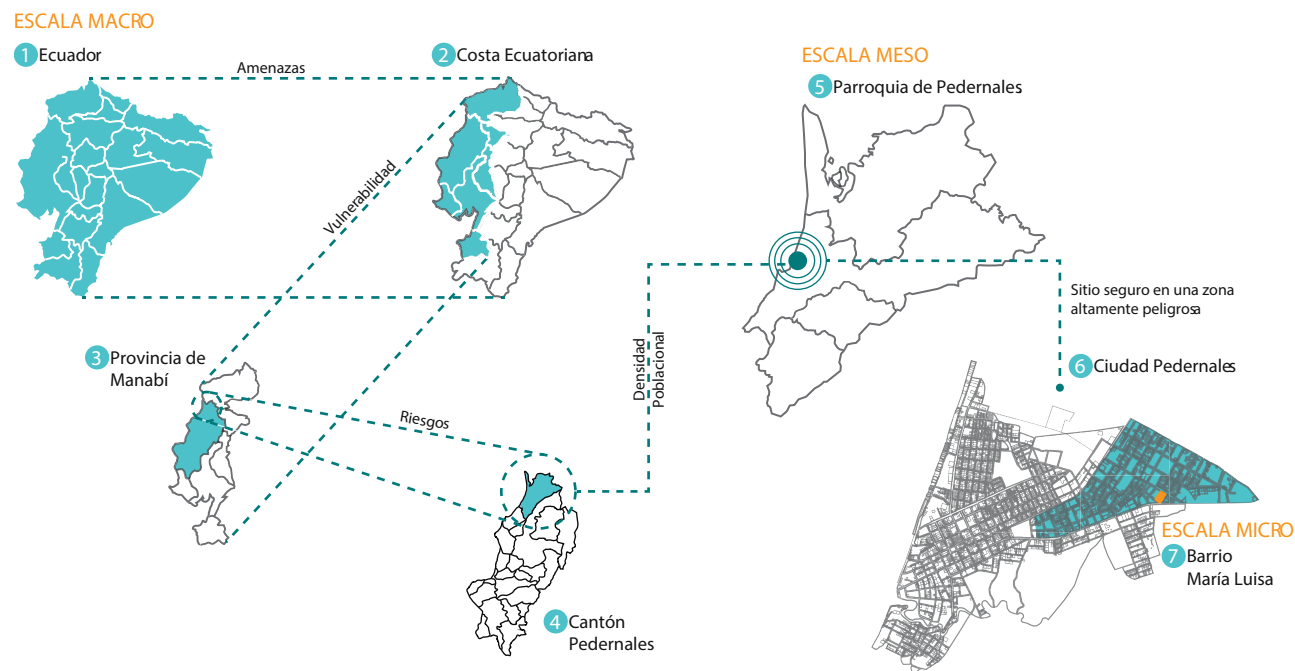 ESCALA MACRO
1 Ecuador
Amenazas
2 Costa Ecuatoriana
Vulnerabilidad
3 Provincia de
Manabí
Riesgos
4 Cantón
Pedernales
Densidad
Poblacional
ESCALA MESO
5 Parroquia de Pedernales
Sitio seguro en una zona
altamente peligrosa
6 Ciudad Pedernales
ESCALA MICRO
7 Barrio
María Luisa